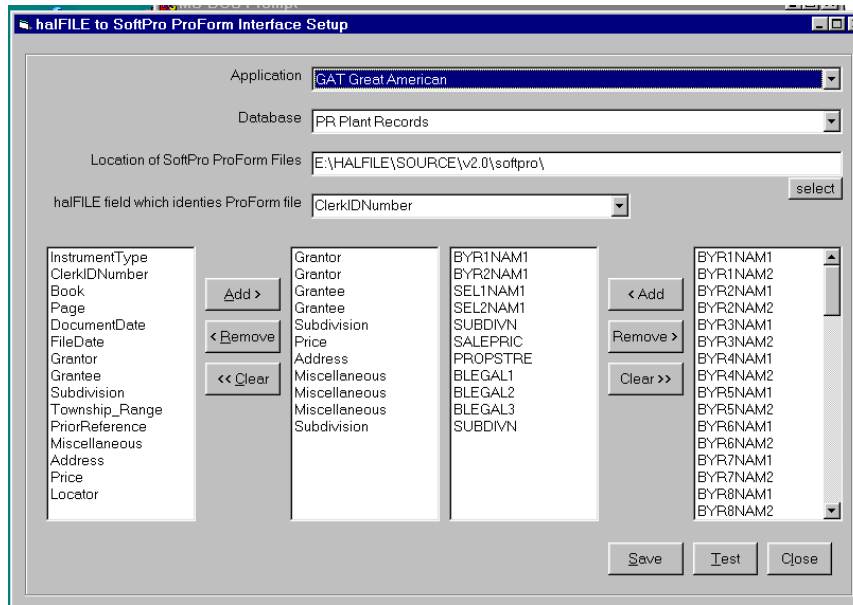 MS-DOS Prompt
halFILE to SoftPro ProForm Interface Setup
Application GAT Great American
Database PR Plant Records
Location of SoftPro ProForm Files E:\HALFILE\SOURCE\v2.0\softpro\
select
halFILE field which identies ProForm file ClerkIDNumber
InstrumentType
ClerkIDNumber
Book
Page
DocumentDate
FileDate
Grantor
Grantee
Subdivision
Township_Range
PriorReference
Miscellaneous
Address
Price
Locator
Add >
< Remove
<< Clear
Grantor
Grantor
Grantee
Grantee
Subdivision
Price
Address
Miscellaneous
Miscellaneous
Miscellaneous
Subdivision
BYR1NAM1
BYR2NAM1
SEL1NAM1
SEL2NAM1
SUBDIVN
SALEPRIC
PROPSTRE
BLEGAL1
BLEGAL2
BLEGAL3
SUBDIVN
< Add
Remove >
Clear >>
BYR1NAM1
BYR1NAM2
BYR2NAM1
BYR2NAM2
BYR3NAM1
BYR3NAM2
BYR4NAM1
BYR4NAM2
BYR5NAM1
BYR5NAM2
BYR6NAM1
BYR6NAM2
BYR7NAM1
BYR7NAM2
BYR8NAM1
BYR8NAM2
Save Test Close